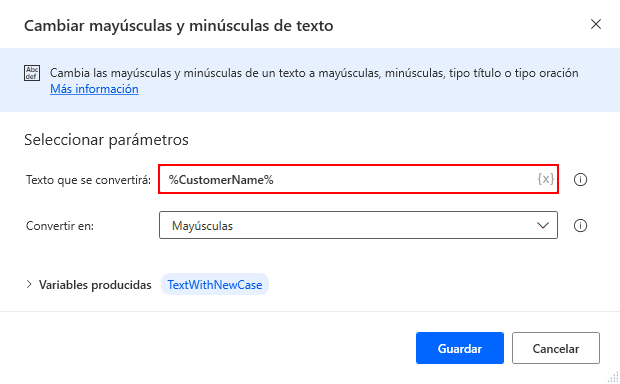 Cambiar mayúsculas y minúsculas de texto
Abc
def
Cambia las mayúsculas y minúsculas de un texto a mayúsculas, minúsculas, tipo título o tipo oración
Más información
Seleccionar parámetros
Texto que se convertirá: %CustomerName% {x}
Convertir en: Mayúsculas
Variables producidas TextWithNewCase
Guardar Cancelar